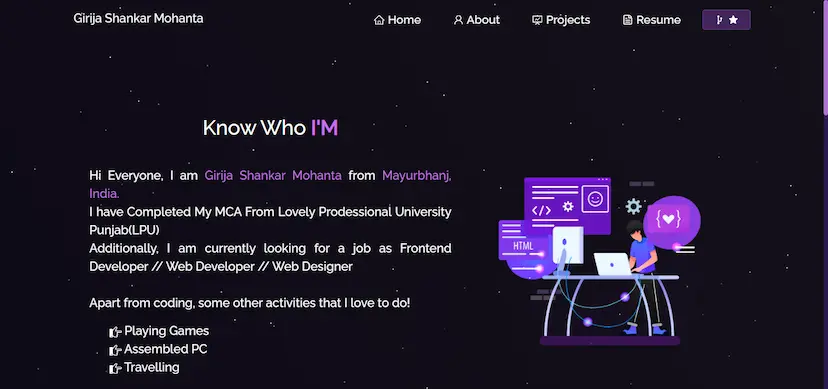 Girija Shankar Mohanta
Home About Projects Resume
Know Who I'M
Hi Everyone, I am Girija Shankar Mohanta from Mayurbhanj,
India.
I have Completed My MCA From Lovely Prodessional University
Punjab(LPU)
Additionally, I am currently looking for a job as Frontend
Developer // Web Developer // Web Designer
Apart from coding, some other activities that I love to do!
Playing Games
Assembled PC
Travelling
</> 
HTML
{♥}